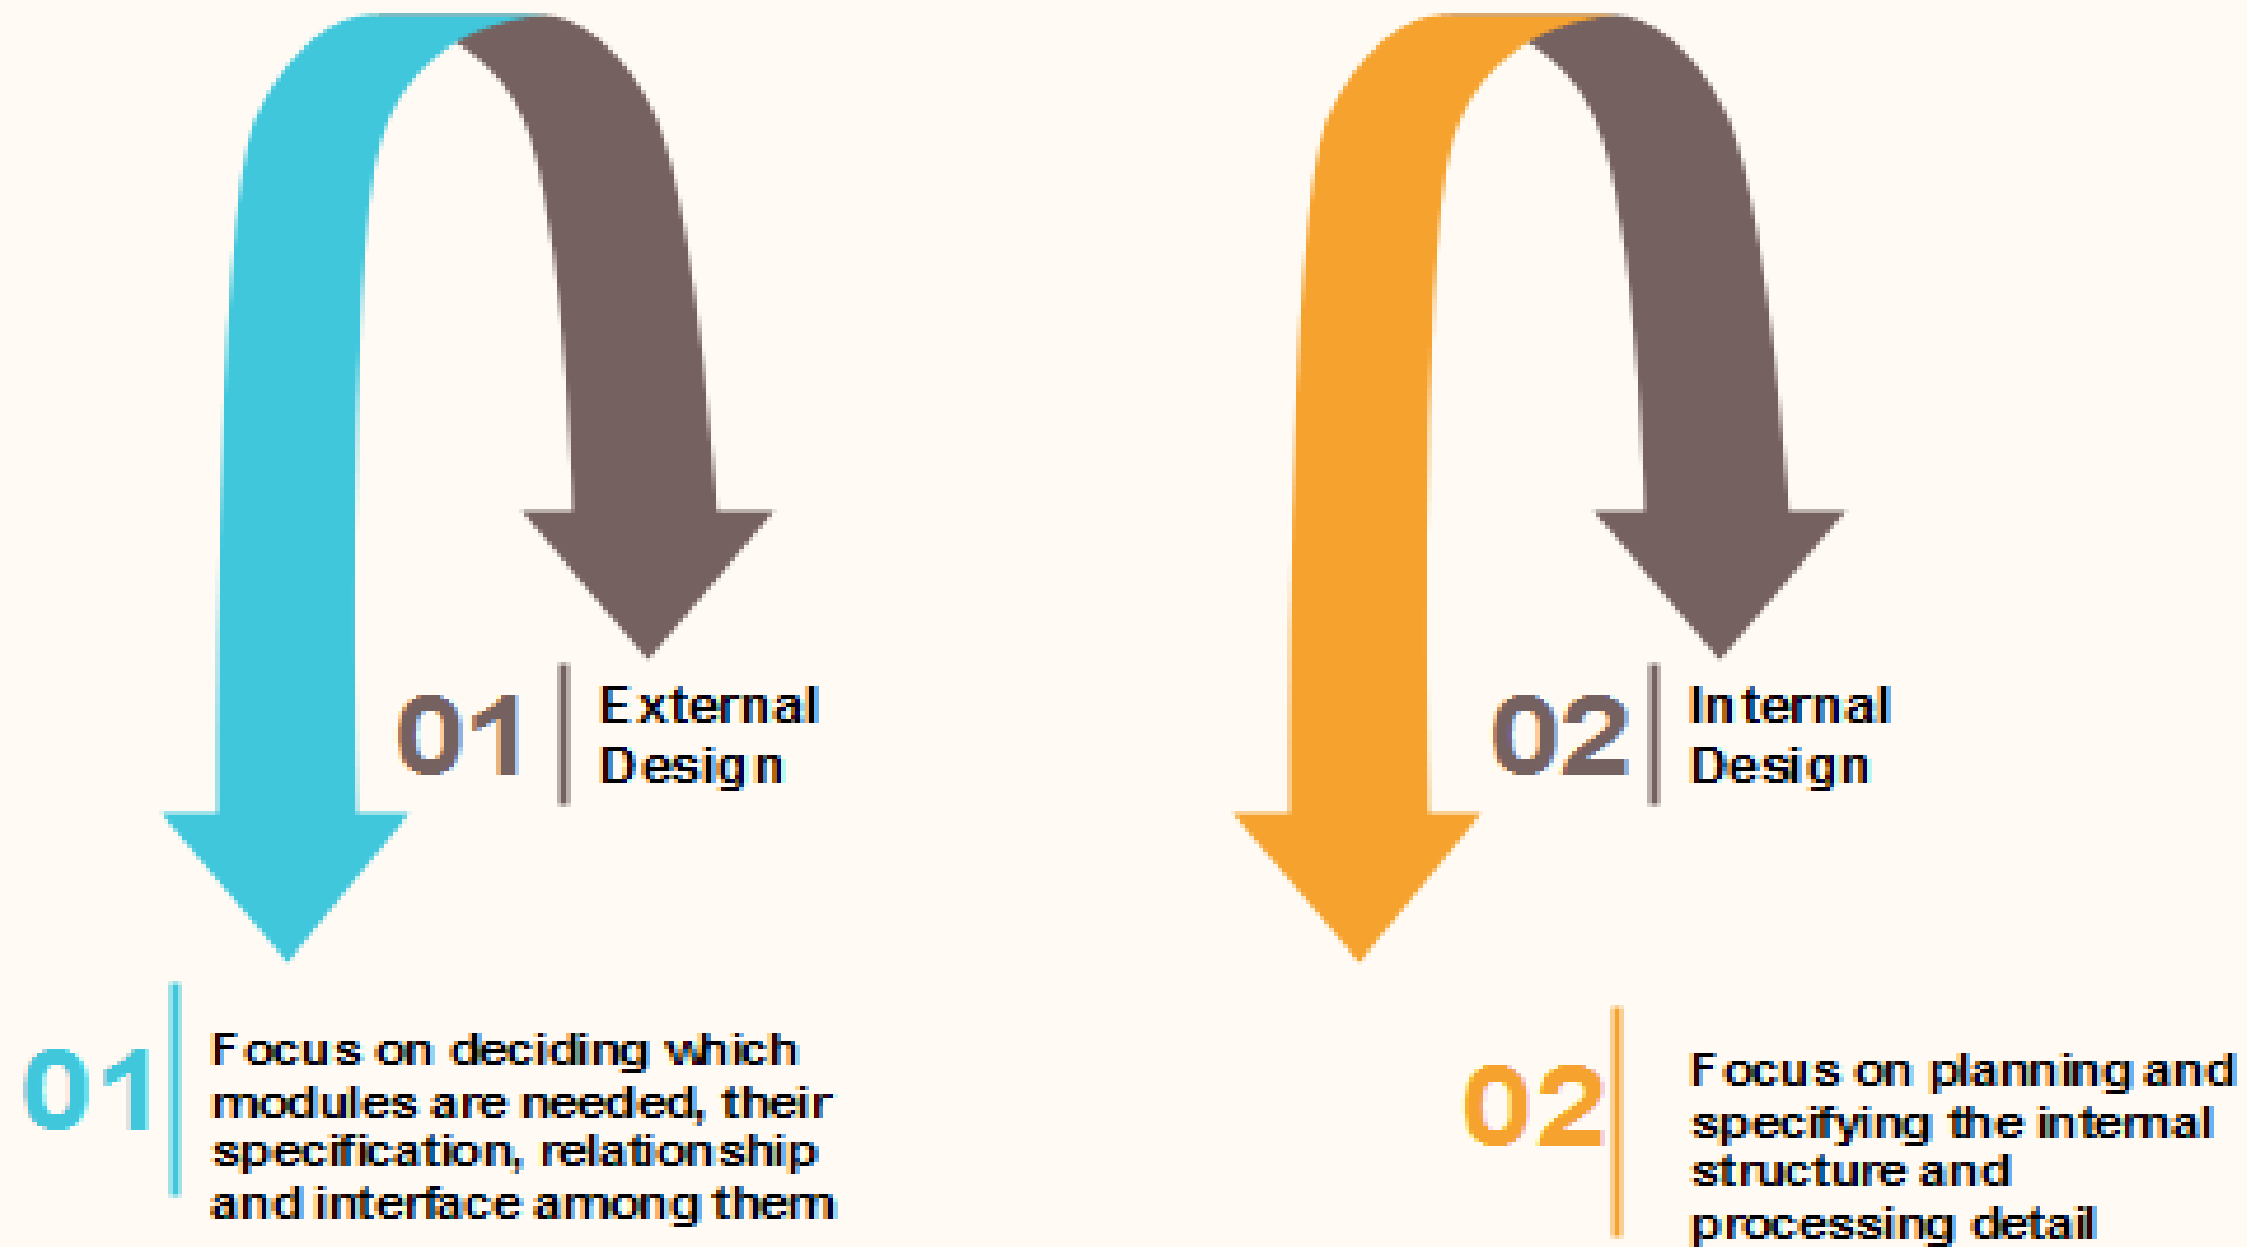 01
External
Design
01
Focus on deciding which
modules are needed, their
specification, relationship
and interface among them
02
Internal
Design
02
Focus on planning and
specifying the internal
structure and
processing detail